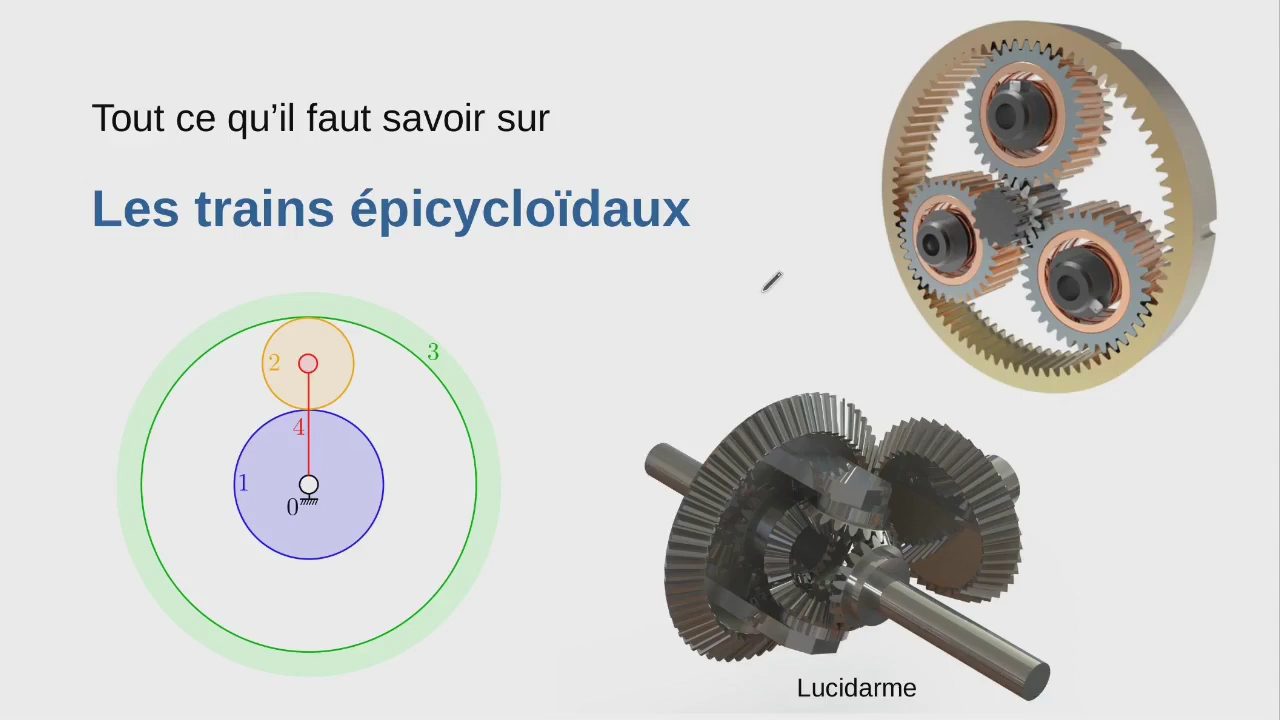 Tout ce qu’il faut savoir sur
Les trains épicycloïdaux
3
2
4
1
0
Lucidarme